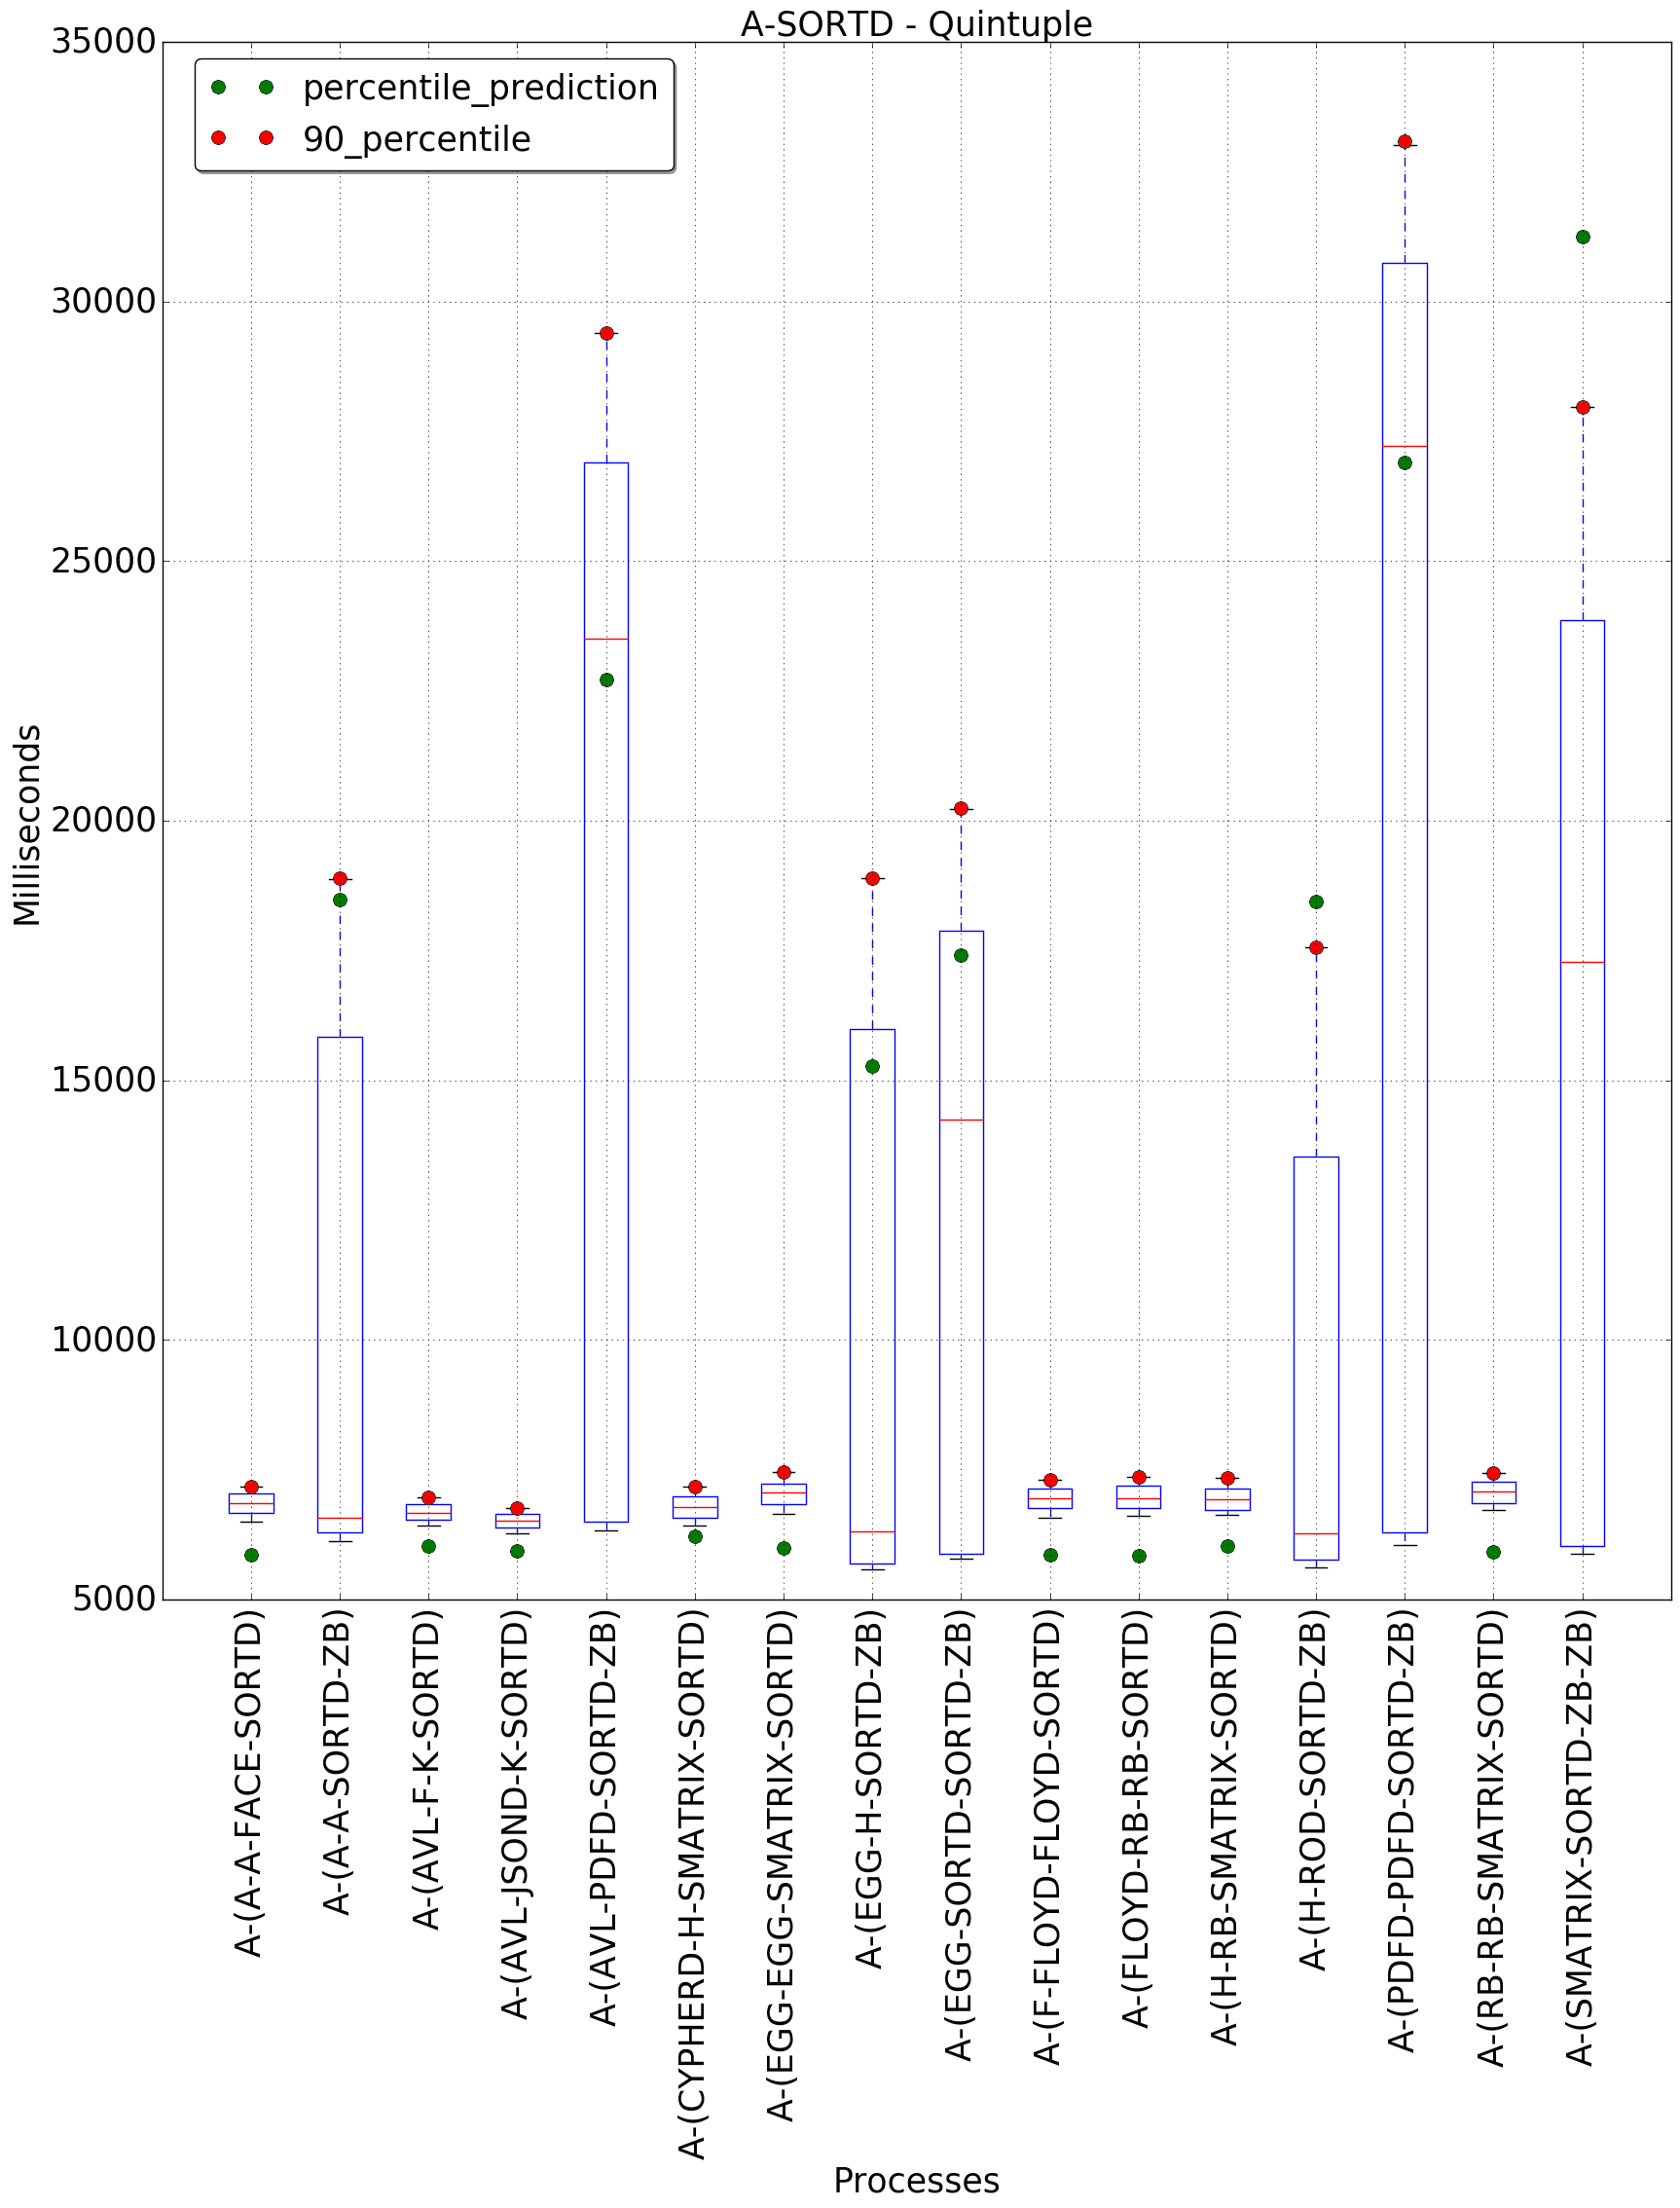 A-SORTD - Quintuple
percentile_prediction
90_percentile
35000
30000
25000
20000
15000
10000
5000
Milliseconds
A-(A-A-FACE-SORTD)
A-(A-A-SORTD-ZB)
A-(AVL-F-K-SORTD)
A-(AVL-JSOND-K-SORTD)
A-(AVL-PDFD-SORTD-ZB)
A-(CYPHERD-H-SMATRIX-SORTD)
A-(EGG-EGG-SMATRIX-SORTD)
A-(EGG-H-SORTD-ZB)
A-(EGG-SORTD-SORTD-ZB)
A-(F-FLOYD-FLOYD-SORTD)
A-(FLOYD-RB-RB-SORTD)
A-(H-RB-SMATRIX-SORTD)
A-(H-ROD-SORTD-ZB)
A-(PDFD-PDFD-SORTD-ZB)
A-(RB-RB-SMATRIX-SORTD)
A-(SMATRIX-SORTD-ZB-ZB)
Processes